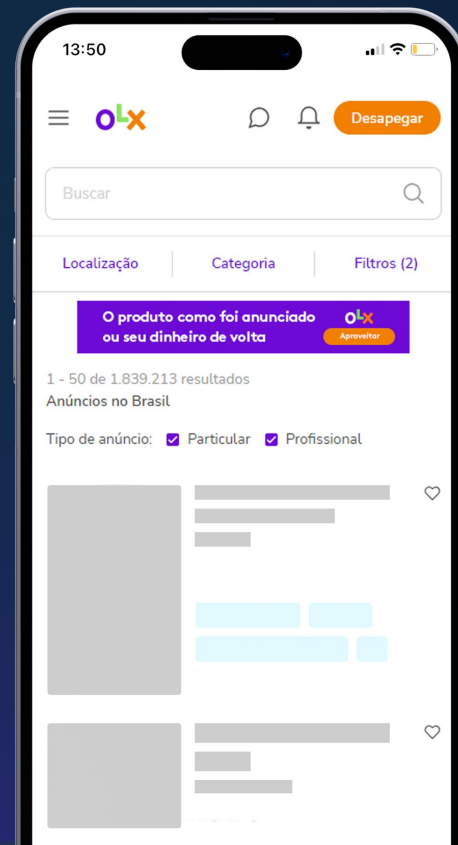 13:50
OLX
Desapegar
Buscar
Localização
Categoria
Filtros (2)
O produto como foi anunciado
ou seu dinheiro de volta
OLX
Aproveitar
1 - 50 de 1.839.213 resultados
Anúncios no Brasil
Tipo de anúncio: Particular Profissional